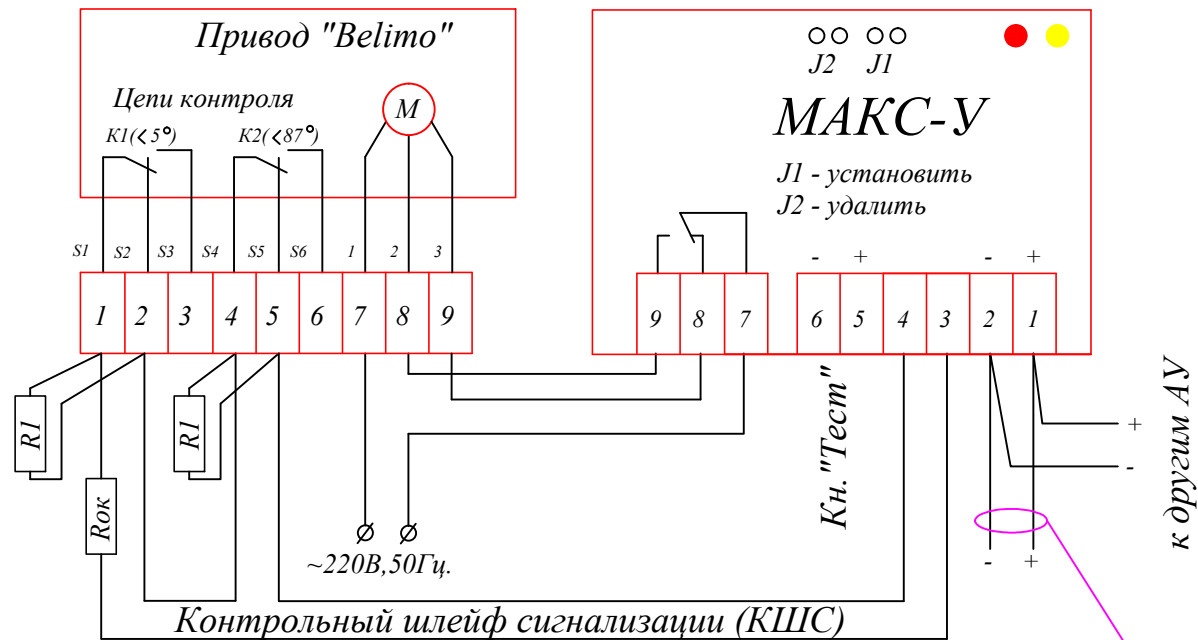 Привод "Belimo"
Цепи контроля
K1(<5°)
K2(<87°)
M
S1 S2 S3 S4 S5 S6 1 2 3
1 2 3 4 5 6 7 8 9
R1
R1
Rок
~220В,50Гц.
Контрольный шлейф сигнализации (КШС)
J2 J1
МАКС-У
J1 - установить
J2 - удалить
- + - +
9 8 7 6 5 4 3 2 1
Кн. "Тест"
+
-
- +
к другим АУ